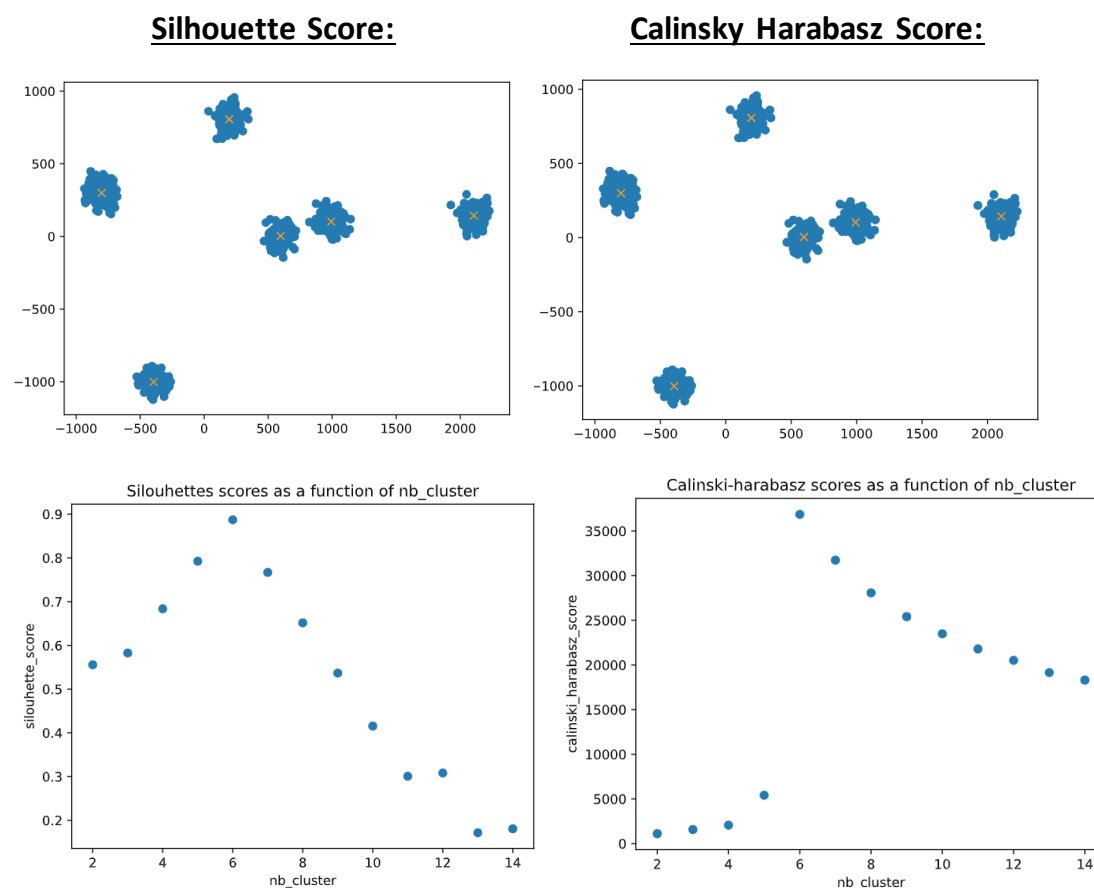 Silhouette Score:
Calinsky Harabasz Score:
1000
500
0
−500
−1000
−1000 −500 0 500 1000 1500 2000
1000
500
0
−500
−1000
−1000 −500 0 500 1000 1500 2000
Silouhettes scores as a function of nb_cluster
silouhette_score
0.9
0.8
0.7
0.6
0.5
0.4
0.3
0.2
2 4 6 8 10 12 14
nb_cluster
Calinski-harabasz scores as a function of nb_cluster
calinski_harabasz_score
35000
30000
25000
20000
15000
10000
5000
0
2 4 6 8 10 12 14
nb_cluster